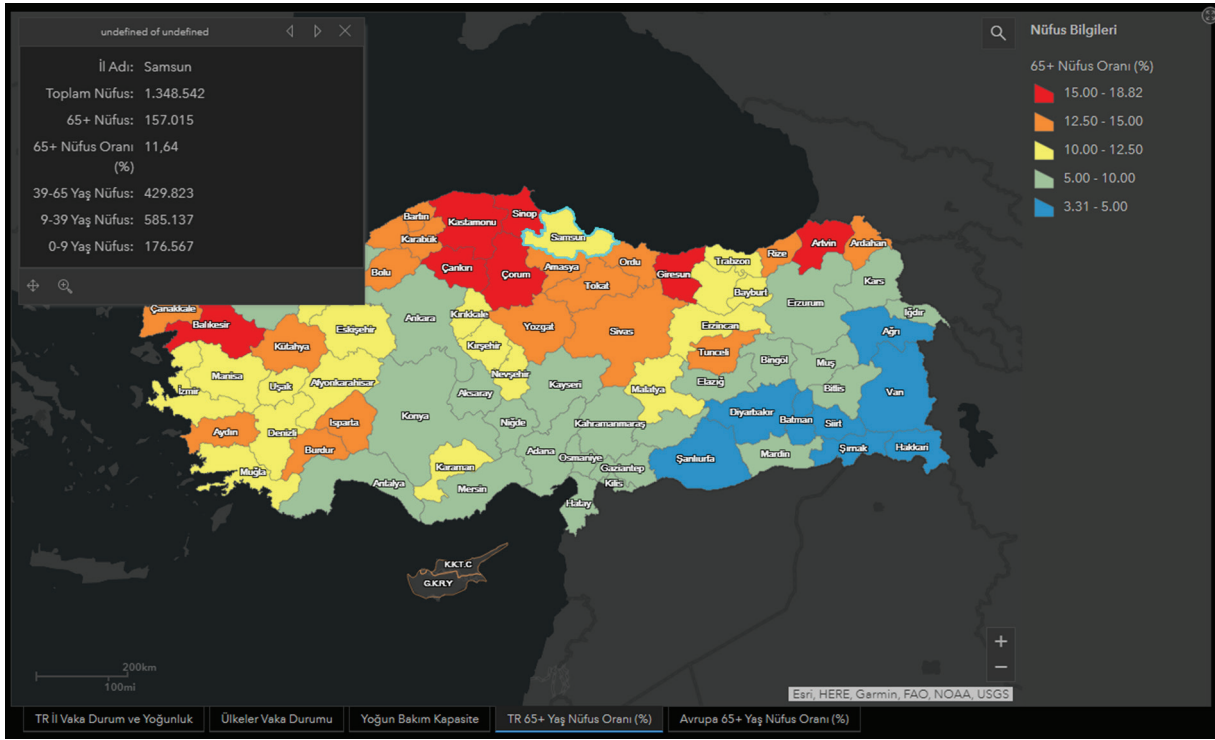 undefined of undefined
İl Adı: Samsun
Toplam Nüfus: 1.348.542
65+ Nüfus: 157.015
65+ Nüfus Oranı (%) 11,64
39-65 Yaş Nüfus: 429.823
9-39 Yaş Nüfus: 585.137
0-9 Yaş Nüfus: 176.567
Nüfus Bilgileri
65+ Nüfus Oranı (%)
15.00 - 18.82
12.50 - 15.00
10.00 - 12.50
5.00 - 10.00
3.31 - 5.00
Bartın
Kastamonu
Sinop
Samsun
Karabük
Bolu
Çankırı
Çorum
Amasya
Ordu
Tokat
Giresun
Trabzon
Rize
Artvin
Ardahan
Bayburt
Erzurum
Kars
Iğdır
Ağrı
Çanakkale
Balıkesir
Kütahya
Eskişehir
Ankara
Kırıkkale
Yozgat
Sivas
Erzincan
Tunceli
Kırşehir
Nevşehir
Kayseri
Malatya
Elazığ
Bingöl
Muş
Bitlis
Van
Manisa
İzmir
Uşak
Afyonkarahisar
Aksaray
Konya
Niğde
Kahramanmaraş
Diyarbakır
Batman
Siirt
Şırnak
Hakkari
Aydın
Denizli
Isparta
Burdur
Muğla
Antalya
Karaman
Mersin
Adana
Osmaniye
Gaziantep
Kilis
Hatay
Şanlıurfa
Mardin
K.K.T.C
G.K.R.Y
200km
100mi
+
−
Esri, HERE, Garmin, FAO, NOAA, USGS
TR İl Vaka Durum ve Yoğunluk
Ülkeler Vaka Durumu
Yoğun Bakım Kapasite
TR 65+ Yaş Nüfus Oranı (%)
Avrupa 65+ Yaş Nüfus Oranı (%)